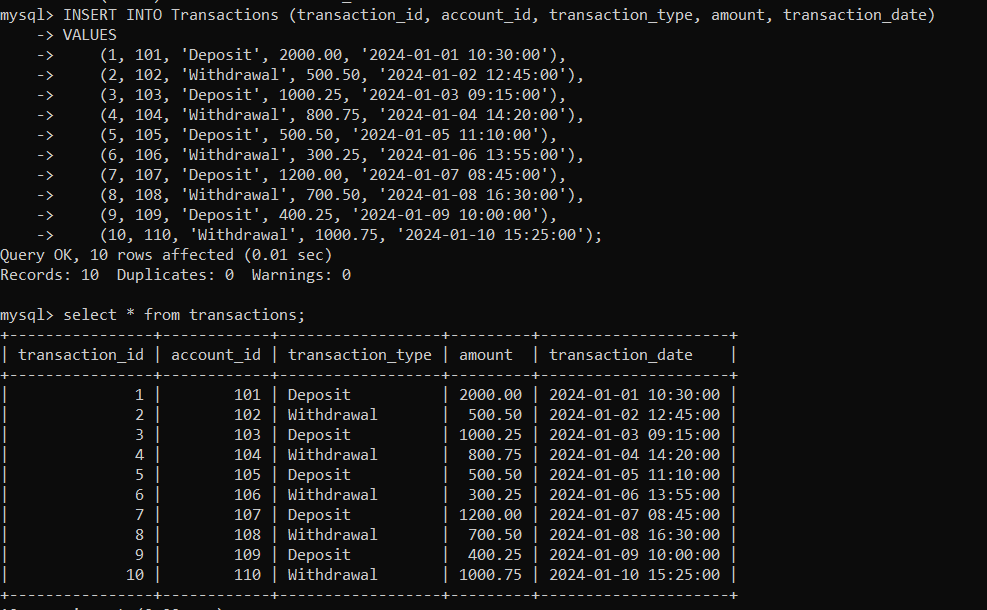 mysql> INSERT INTO Transactions (transaction_id, account_id, transaction_type, amount, transaction_date)
    -> VALUES
    ->     (1, 101, 'Deposit', 2000.00, '2024-01-01 10:30:00'),
    ->     (2, 102, 'Withdrawal', 500.50, '2024-01-02 12:45:00'),
    ->     (3, 103, 'Deposit', 1000.25, '2024-01-03 09:15:00'),
    ->     (4, 104, 'Withdrawal', 800.75, '2024-01-04 14:20:00'),
    ->     (5, 105, 'Deposit', 500.50, '2024-01-05 11:10:00'),
    ->     (6, 106, 'Withdrawal', 300.25, '2024-01-06 13:55:00'),
    ->     (7, 107, 'Deposit', 1200.00, '2024-01-07 08:45:00'),
    ->     (8, 108, 'Withdrawal', 700.50, '2024-01-08 16:30:00'),
    ->     (9, 109, 'Deposit', 400.25, '2024-01-09 10:00:00'),
    ->     (10, 110, 'Withdrawal', 1000.75, '2024-01-10 15:25:00');
Query OK, 10 rows affected (0.01 sec)
Records: 10  Duplicates: 0  Warnings: 0

mysql> select * from transactions;
+----------------+------------+------------------+---------+---------------------+
| transaction_id | account_id | transaction_type | amount  | transaction_date    |
+----------------+------------+------------------+---------+---------------------+
|              1 |        101 | Deposit          | 2000.00 | 2024-01-01 10:30:00 |
|              2 |        102 | Withdrawal       |  500.50 | 2024-01-02 12:45:00 |
|              3 |        103 | Deposit          | 1000.25 | 2024-01-03 09:15:00 |
|              4 |        104 | Withdrawal       |  800.75 | 2024-01-04 14:20:00 |
|              5 |        105 | Deposit          |  500.50 | 2024-01-05 11:10:00 |
|              6 |        106 | Withdrawal       |  300.25 | 2024-01-06 13:55:00 |
|              7 |        107 | Deposit          | 1200.00 | 2024-01-07 08:45:00 |
|              8 |        108 | Withdrawal       |  700.50 | 2024-01-08 16:30:00 |
|              9 |        109 | Deposit          |  400.25 | 2024-01-09 10:00:00 |
|             10 |        110 | Withdrawal       | 1000.75 | 2024-01-10 15:25:00 |
+----------------+------------+------------------+---------+---------------------+